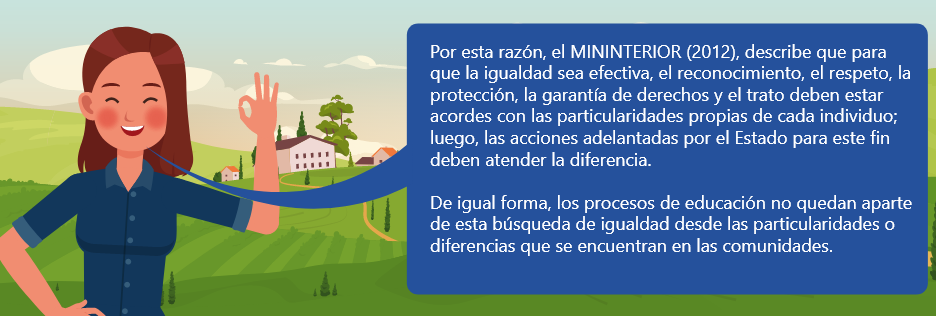 Por esta razón, el MININTERIOR (2012), describe que para
que la igualdad sea efectiva, el reconocimiento, el respeto, la
protección, la garantía de derechos y el trato deben estar
acordes con las particularidades propias de cada individuo;
luego, las acciones adelantadas por el Estado para este fin
deben atender la diferencia.
De igual forma, los procesos de educación no quedan aparte
de esta búsqueda de igualdad desde las particularidades o
diferencias que se encuentran en las comunidades.